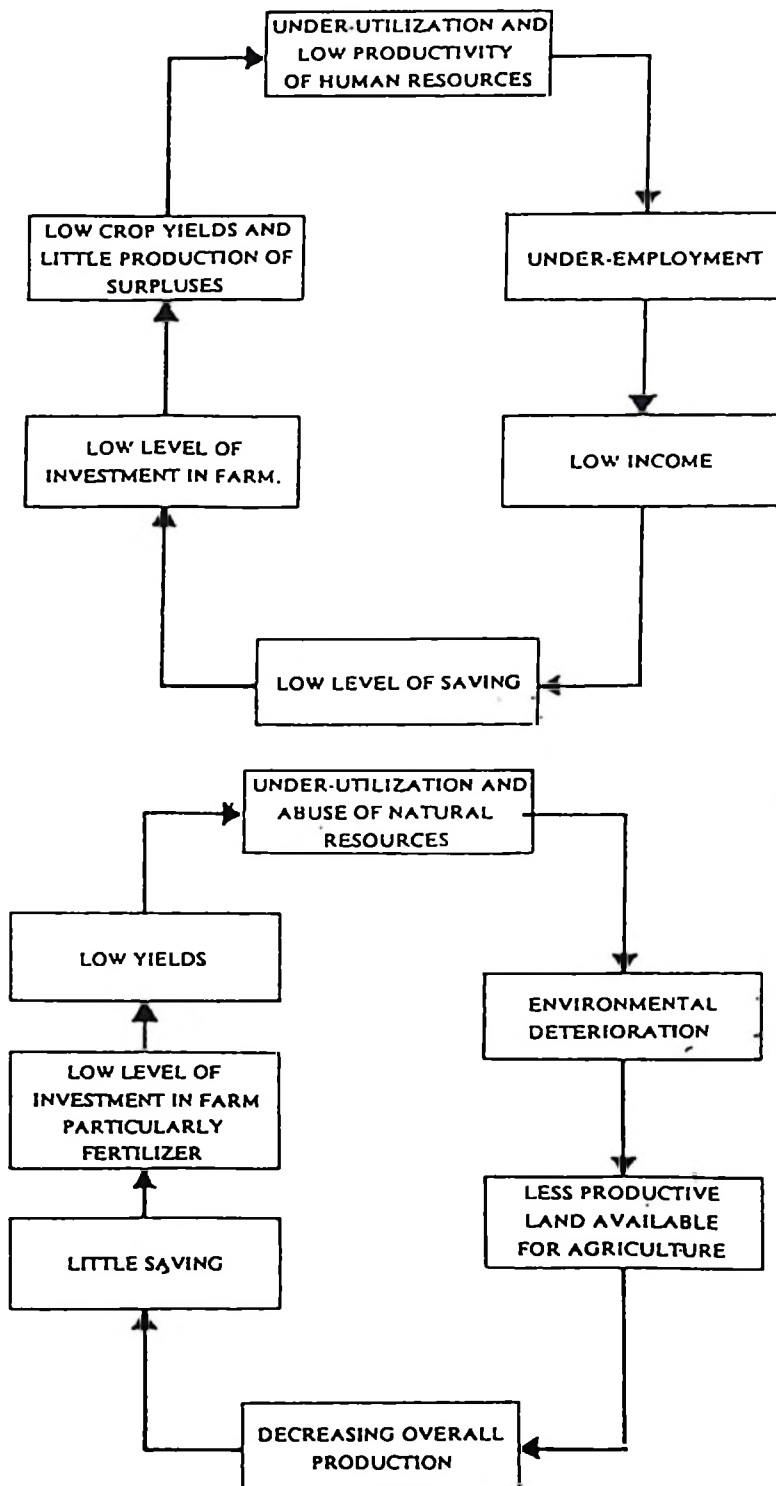 UNDER-UTILIZATION AND
LOW PRODUCTIVITY
OF HUMAN RESOURCES
LOW CROP YIELDS AND
LITTLE PRODUCTION OF
SURPLUSES
UNDER-EMPLOYMENT
LOW LEVEL OF
INVESTMENT IN FARM.
LOW INCOME
LOW LEVEL OF SAVING
UNDER-UTILIZATION AND
ABUSE OF NATURAL
RESOURCES
LOW YIELDS
ENVIRONMENTAL
DETERIORATION
LOW LEVEL OF
INVESTMENT IN FARM
PARTICULARLY
FERTILIZER
LESS PRODUCTIVE
LAND AVAILABLE
FOR AGRICULTURE
LITTLE SAVING
DECREASING OVERALL
PRODUCTION